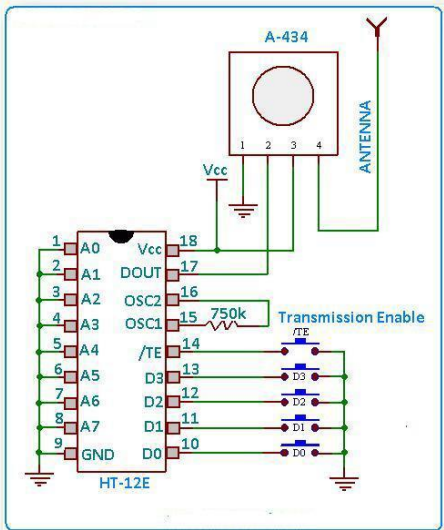 A-434
1 2 3 4
ANTENNA
Vcc
1 A0 Vcc 18
2 A1 DOUT 17
3 A2 OSC2 16
4 A3 OSC1 15 750k
Transmission Enable
5 A4 /TE 14 /TE
6 A5 D3 13 D3
7 A6 D2 12 D2
8 A7 D1 11 D1
9 GND D0 10 D0
HT-12E